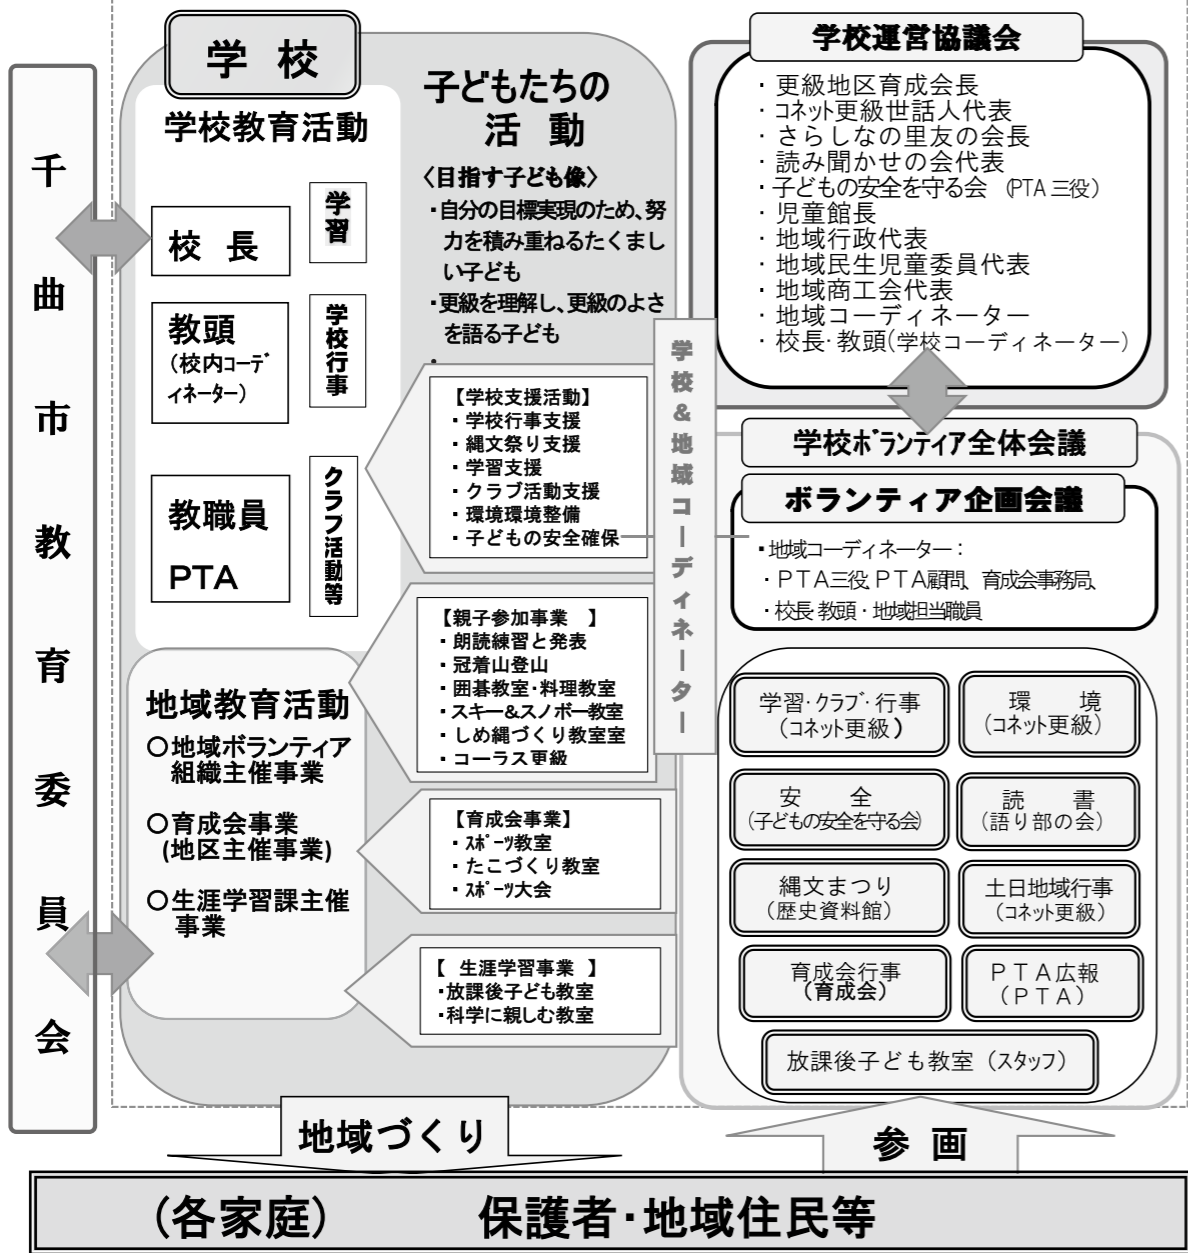 千曲市教育委員会
学 校
学校教育活動
校 長
教頭
(校内コーデ
ィネーター)
教職員
PTA
学習
学校行事
クラブ活動等
子どもたちの
活 動
〈目指す子ども像〉
・自分の目標実現のため、努
力を積み重ねるたくまし
い子ども
・更級を理解し、更級のよさ
を語る子ども
・
【学校支援活動】
・学校行事支援
・縄文祭り支援
・学習支援
・クラブ活動支援
・環境環境整備
・子どもの安全確保
【親子参加事業 】
・朗読練習と発表
・冠着山登山
・囲碁教室・料理教室
・スキー&スノボー教室
・しめ縄づくり教室室
・コーラス更級
【育成会事業】
・スポーツ教室
・たこづくり教室
・スポーツ大会
【 生涯学習事業 】
・放課後子ども教室
・科学に親しむ教室
地域教育活動
○地域ボランティア
組織主催事業
○育成会事業
(地区主催事業)
○生涯学習課主催
事業
学校&地域コーディネーター
学校運営協議会
・更級地区育成会長
・コネット更級世話人代表
・さらしなの里友の会長
・読み聞かせの会代表
・子どもの安全を守る会 (PTA 三役)
・児童館長
・地域行政代表
・地域民生児童委員代表
・地域商工会代表
・地域コーディネーター
・校長・教頭(学校コーディネーター)
学校ボランティア全体会議
ボランティア企画会議
・地域コーディネーター:
・PTA三役、PTA顧問、育成会事務局、
・校長・教頭・地域担当職員
学習・クラブ・行事
(コネット更級)
環 境
(コネット更級)
安 全
(子どもの安全を守る会)
読 書
(語り部の会)
縄文まつり
(歴史資料館)
土日地域行事
(コネット更級)
育成会行事
(育成会)
PTA広報
(PTA)
放課後子ども教室(スタッフ)
地域づくり
参 画
(各家庭) 保護者・地域住民等